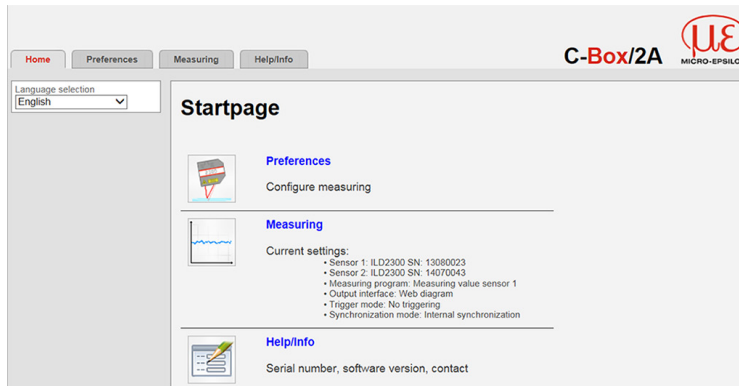 Home
Preferences
Measuring
Help/Info
C-Box/2A
με
MICRO-EPSILO
Language selection
English
Startpage
Preferences
Configure measuring
Measuring
Current settings:
• Sensor 1: ILD2300 SN: 13080023
• Sensor 2: ILD2300 SN: 14070043
• Measuring program: Measuring value sensor 1
• Output interface: Web diagram
• Trigger mode: No triggering
• Synchronization mode: Internal synchronization
Help/Info
Serial number, software version, contact